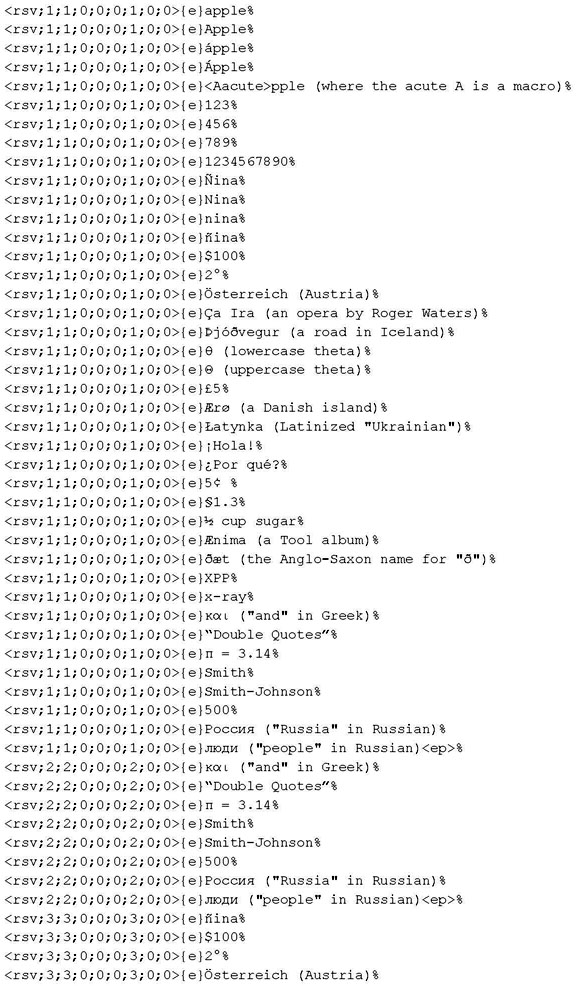 <rsv;1;1;0;0;0;1;0;0>{e}apple%
<rsv;1;1;0;0;0;1;0;0>{e}Apple%
<rsv;1;1;0;0;0;1;0;0>{e}ápple%
<rsv;1;1;0;0;0;1;0;0>{e}Ápple%
<rsv;1;1;0;0;0;1;0;0>{e}<Aacute>pple (where the acute A is a macro)%
<rsv;1;1;0;0;0;1;0;0>{e}123%
<rsv;1;1;0;0;0;1;0;0>{e}456%
<rsv;1;1;0;0;0;1;0;0>{e}789%
<rsv;1;1;0;0;0;1;0;0>{e}1234567890%
<rsv;1;1;0;0;0;1;0;0>{e}Ñina%
<rsv;1;1;0;0;0;1;0;0>{e}Nina%
<rsv;1;1;0;0;0;1;0;0>{e}nina%
<rsv;1;1;0;0;0;1;0;0>{e}ñina%
<rsv;1;1;0;0;0;1;0;0>{e}$100%
<rsv;1;1;0;0;0;1;0;0>{e}2°%
<rsv;1;1;0;0;0;1;0;0>{e}Österreich (Austria)%
<rsv;1;1;0;0;0;1;0;0>{e}Ça Ira (an opera by Roger Waters)%
<rsv;1;1;0;0;0;1;0;0>{e}Þjóðvegur (a road in Iceland)%
<rsv;1;1;0;0;0;1;0;0>{e}θ (lowercase theta)%
<rsv;1;1;0;0;0;1;0;0>{e}Θ (uppercase theta)%
<rsv;1;1;0;0;0;1;0;0>{e}£5%
<rsv;1;1;0;0;0;1;0;0>{e}Ærø (a Danish island)%
<rsv;1;1;0;0;0;1;0;0>{e}Łatynka (Latinized "Ukrainian")%
<rsv;1;1;0;0;0;1;0;0>{e}¡Hola!%
<rsv;1;1;0;0;0;1;0;0>{e}¿Por qué?%
<rsv;1;1;0;0;0;1;0;0>{e}5¢ %
<rsv;1;1;0;0;0;1;0;0>{e}§1.3%
<rsv;1;1;0;0;0;1;0;0>{e}½ cup sugar%
<rsv;1;1;0;0;0;1;0;0>{e}Ænima (a Tool album)%
<rsv;1;1;0;0;0;1;0;0>{e}ðæt (the Anglo-Saxon name for "ð")%
<rsv;1;1;0;0;0;1;0;0>{e}XPP%
<rsv;1;1;0;0;0;1;0;0>{e}x-ray%
<rsv;1;1;0;0;0;1;0;0>{e}και ("and" in Greek)%
<rsv;1;1;0;0;0;1;0;0>{e}“Double Quotes”%
<rsv;1;1;0;0;0;1;0;0>{e}π = 3.14%
<rsv;1;1;0;0;0;1;0;0>{e}Smith%
<rsv;1;1;0;0;0;1;0;0>{e}Smith-Johnson%
<rsv;1;1;0;0;0;1;0;0>{e}500%
<rsv;1;1;0;0;0;1;0;0>{e}Россия ("Russia" in Russian)%
<rsv;1;1;0;0;0;1;0;0>{e}люди ("people" in Russian)<ep>%
<rsv;2;2;0;0;0;2;0;0>{e}και ("and" in Greek)%
<rsv;2;2;0;0;0;2;0;0>{e}“Double Quotes”%
<rsv;2;2;0;0;0;2;0;0>{e}π = 3.14%
<rsv;2;2;0;0;0;2;0;0>{e}Smith%
<rsv;2;2;0;0;0;2;0;0>{e}Smith-Johnson%
<rsv;2;2;0;0;0;2;0;0>{e}500%
<rsv;2;2;0;0;0;2;0;0>{e}Россия ("Russia" in Russian)%
<rsv;2;2;0;0;0;2;0;0>{e}люди ("people" in Russian)<ep>%
<rsv;3;3;0;0;0;3;0;0>{e}ñina%
<rsv;3;3;0;0;0;3;0;0>{e}$100%
<rsv;3;3;0;0;0;3;0;0>{e}2°%
<rsv;3;3;0;0;0;3;0;0>{e}Österreich (Austria)%